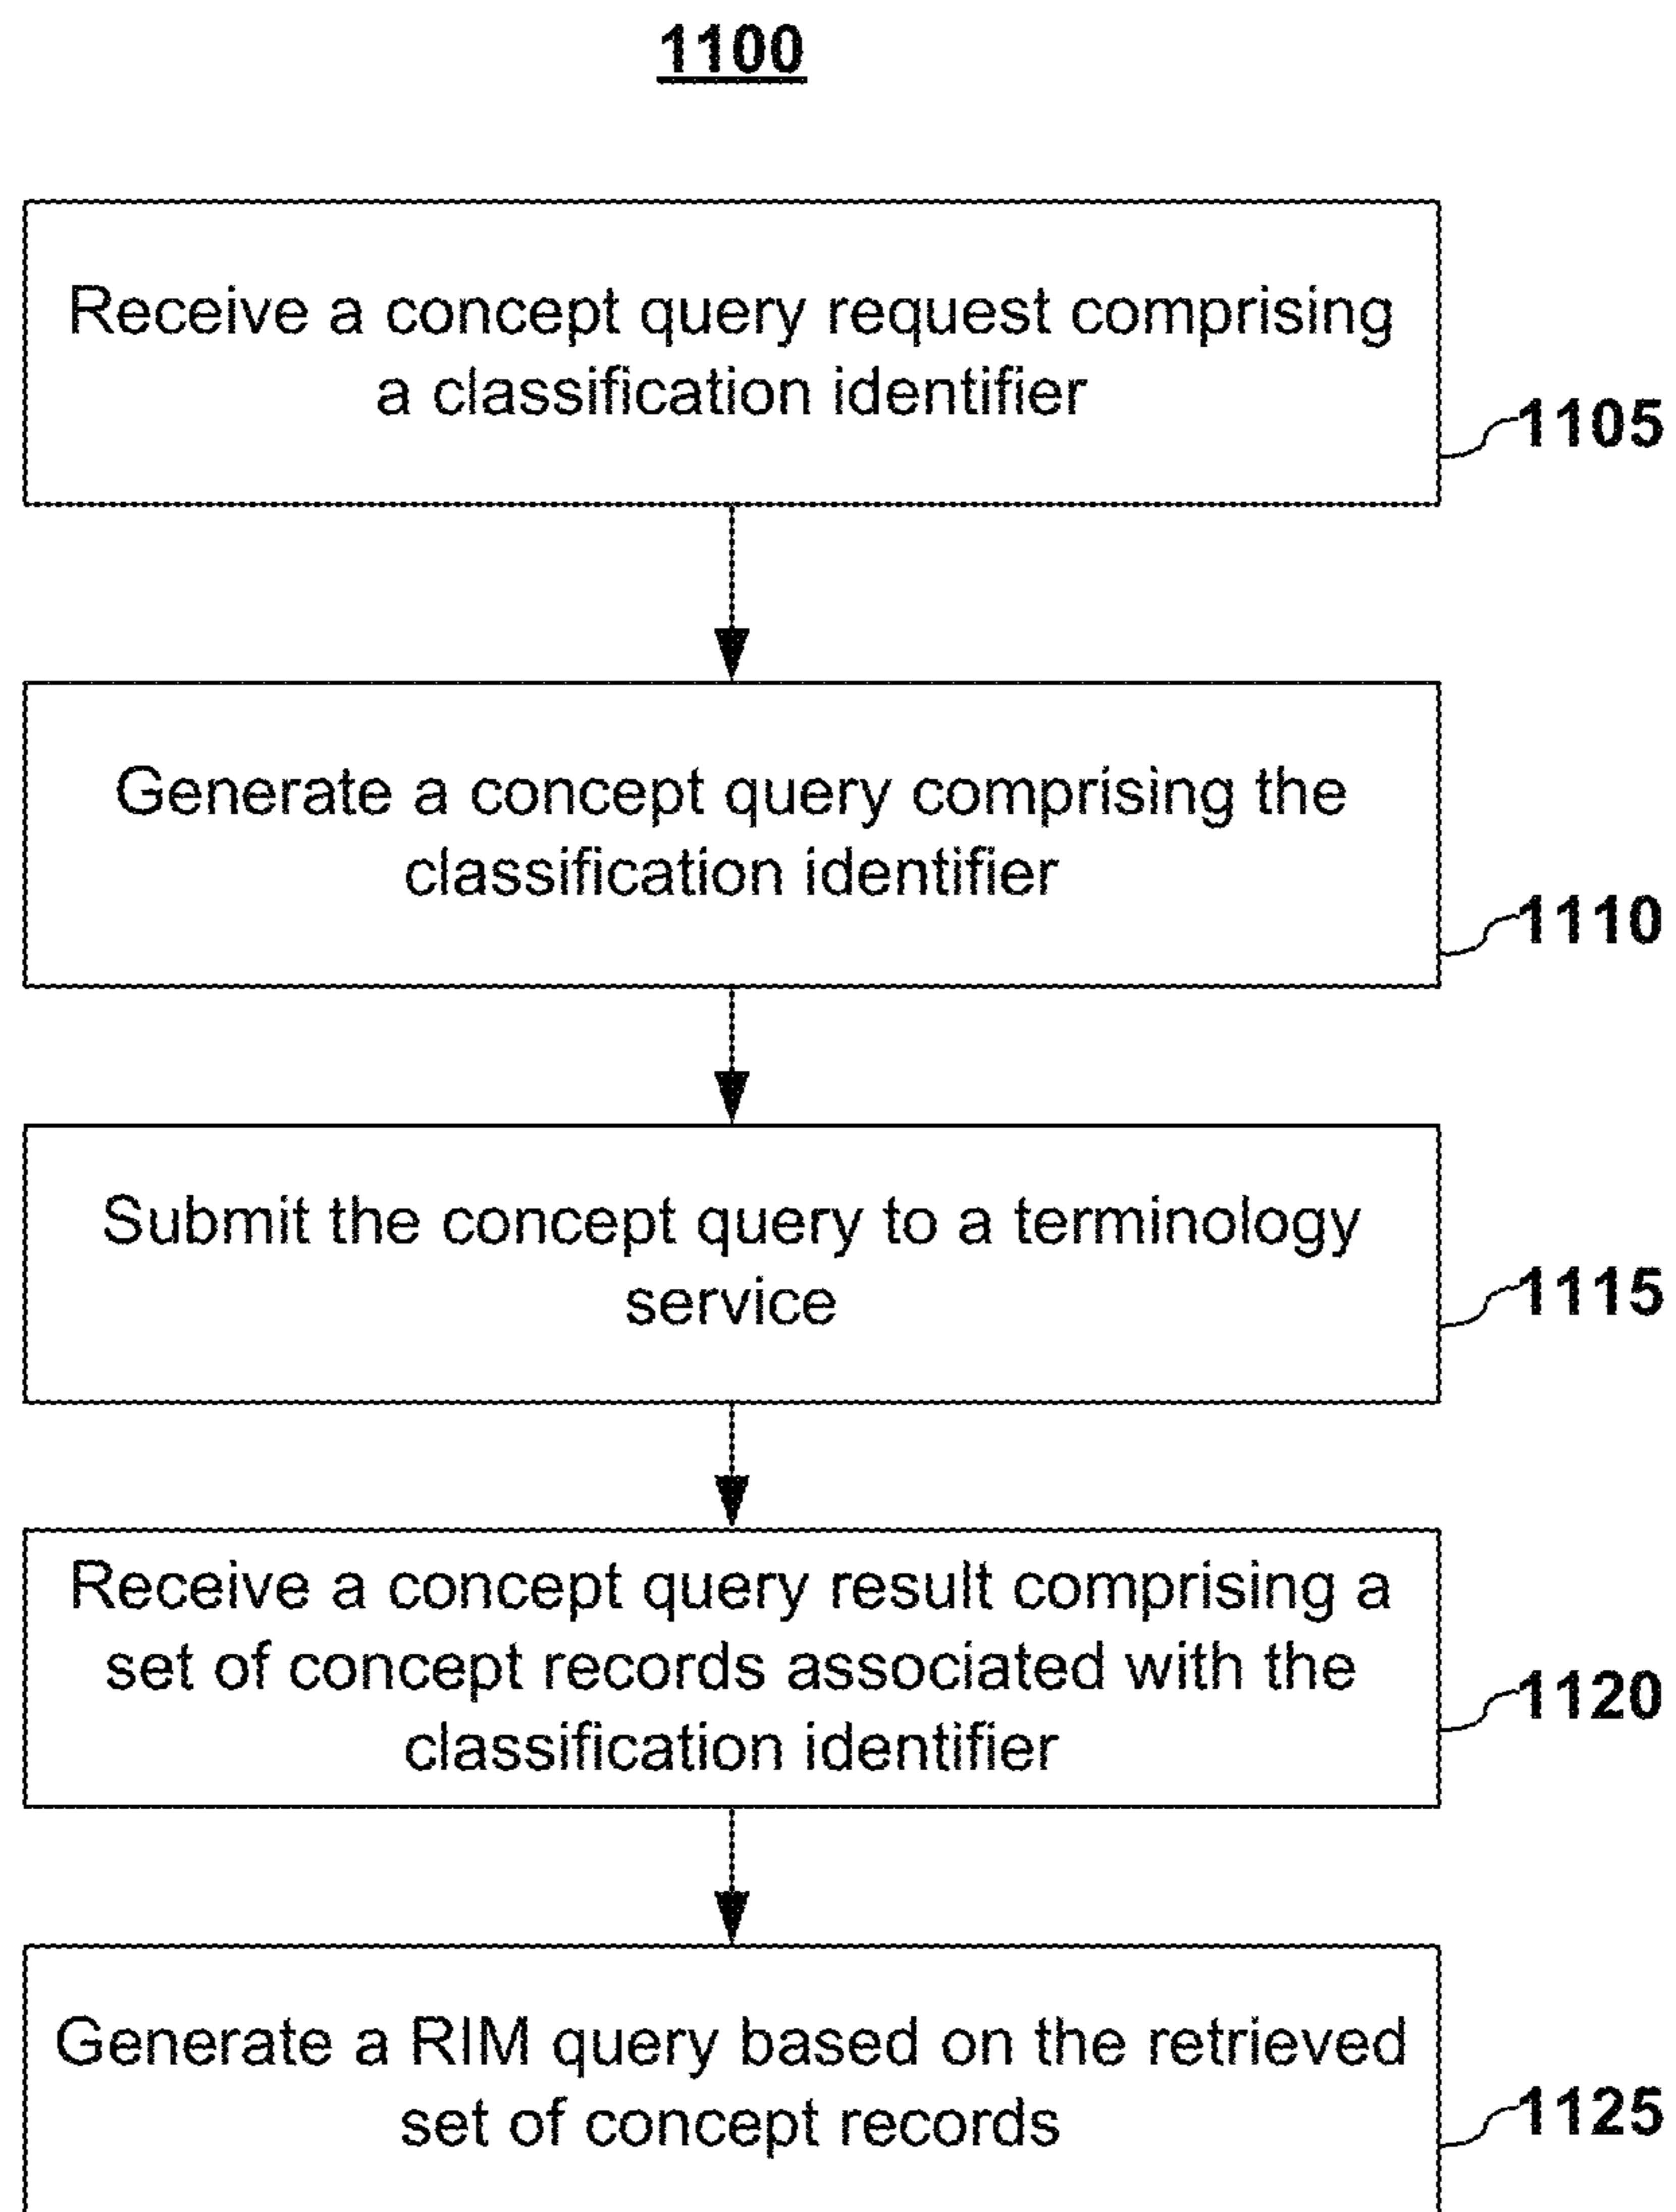 1100
Receive a concept query request comprising
a classification identifier
1105
Generate a concept query comprising the
classification identifier
1110
Submit the concept query to a terminology
service
1115
Receive a concept query result comprising a
set of concept records associated with the
classification identifier
1120
Generate a RIM query based on the retrieved
set of concept records
1125